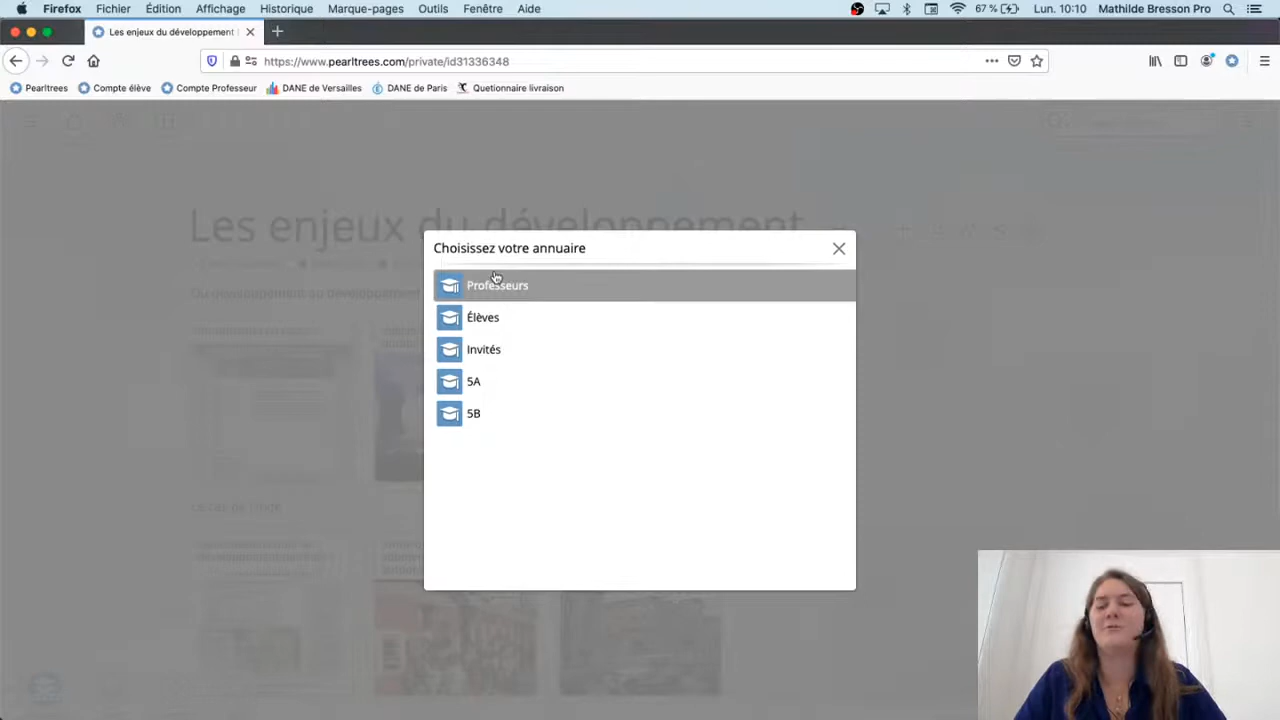 Firefox Fichier Édition Affichage Historique Marque-pages Outils Fenêtre Aide 67 % Lun. 10:10 Mathilde Bresson Pro
Les enjeux du développement
https://www.pearltrees.com/private/id31336348
Pearltrees Compte élève Compte Professeur DANE de Versailles DANE de Paris Quetionnaire livraison
Les enjeux du développement
Choisissez votre annuaire
Professeurs
Élèves
Invités
5A
5B